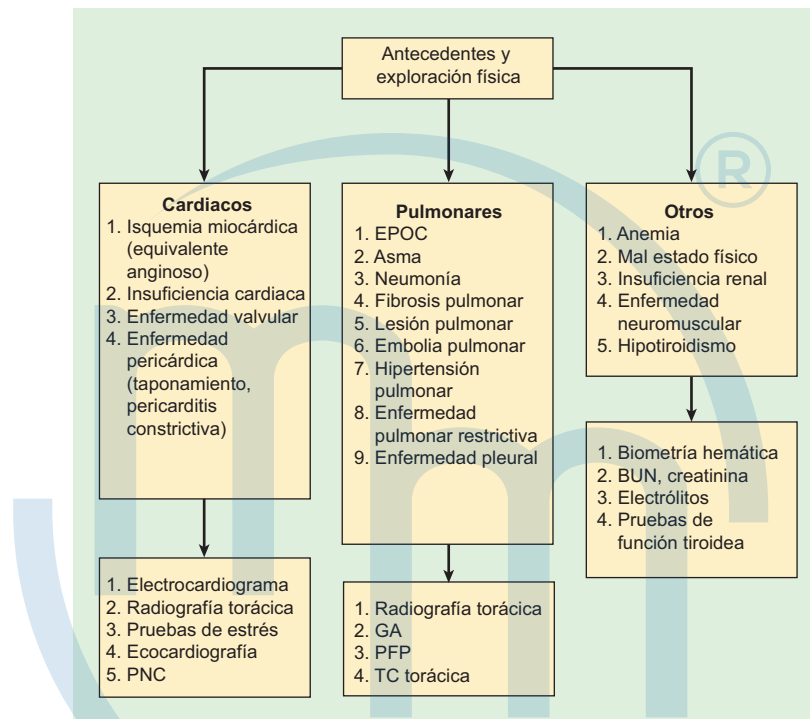 Antecedentes y
exploración física
Cardiacos
1. Isquemia miocárdica
(equivalente
anginoso)
2. Insuficiencia cardiaca
3. Enfermedad valvular
4. Enfermedad
pericárdica
(taponamiento,
pericarditis
constrictiva)
1. Electrocardiograma
2. Radiografía torácica
3. Pruebas de estrés
4. Ecocardiografía
5. PNC
Pulmonares
1. EPOC
2. Asma
3. Neumonía
4. Fibrosis pulmonar
5. Lesión pulmonar
6. Embolia pulmonar
7. Hipertensión
pulmonar
8. Enfermedad
pulmonar restrictiva
9. Enfermedad pleural
1. Radiografía torácica
2. GA
3. PFP
4. TC torácica
Otros
1. Anemia
2. Mal estado físico
3. Insuficiencia renal
4. Enfermedad
neuromuscular
5. Hipotiroidismo
1. Biometría hemática
2. BUN, creatinina
3. Electrólitos
4. Pruebas de
función tiroidea
m
®